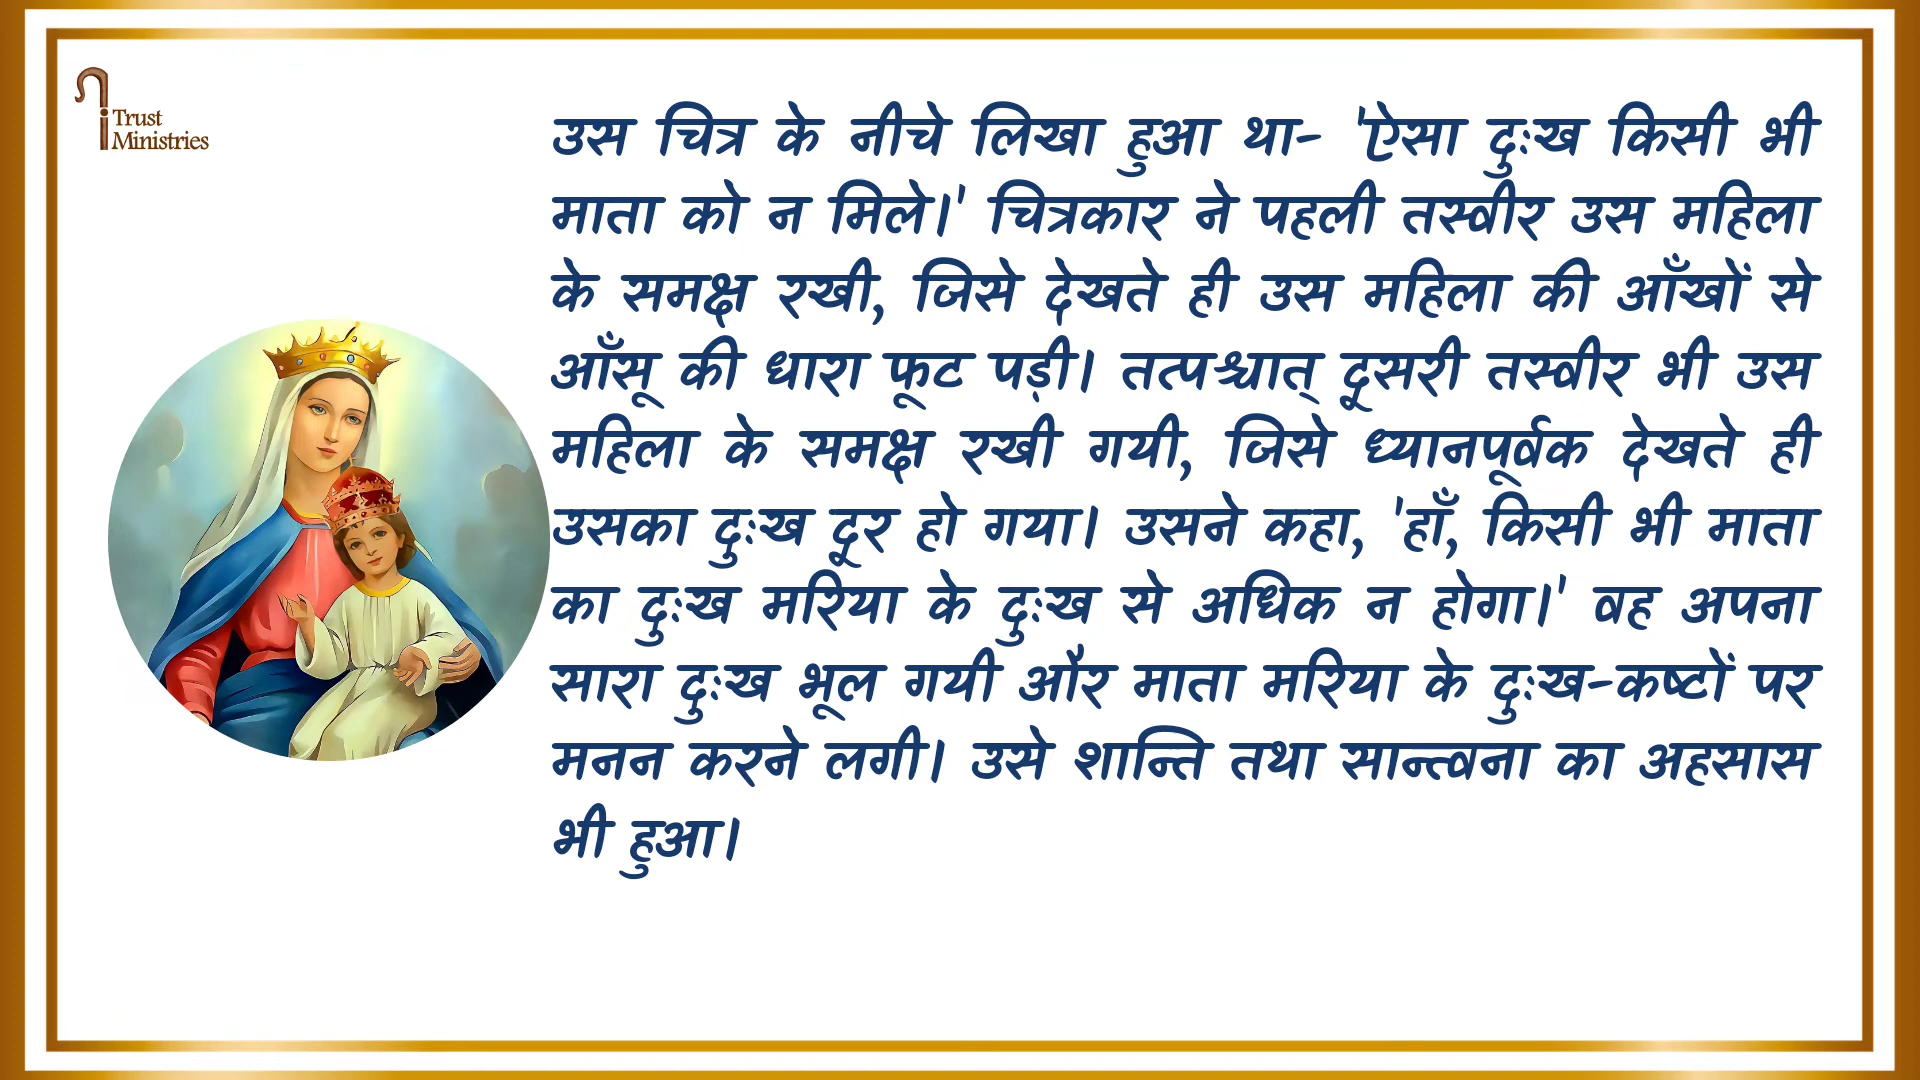 Trust
Ministries
उस चित्र के नीचे लिखा हुआ था- 'ऐसा दुःख किसी भी
माता को न मिले।' चित्रकार ने पहली तस्वीर उस महिला
के समक्ष रखी, जिसे देखते ही उस महिला की आँखों से
आँसू की धारा फूट पड़ी। तत्पश्चात् दूसरी तस्वीर भी उस
महिला के समक्ष रखी गयी, जिसे ध्यानपूर्वक देखते ही
उसका दुःख दूर हो गया। उसने कहा, 'हाँ, किसी भी माता
का दुःख मरिया के दुःख से अधिक न होगा।' वह अपना
सारा दुःख भूल गयी और माता मरिया के दुःख-कष्टों पर
मनन करने लगी। उसे शान्ति तथा सान्त्वना का अहसास
भी हुआ।